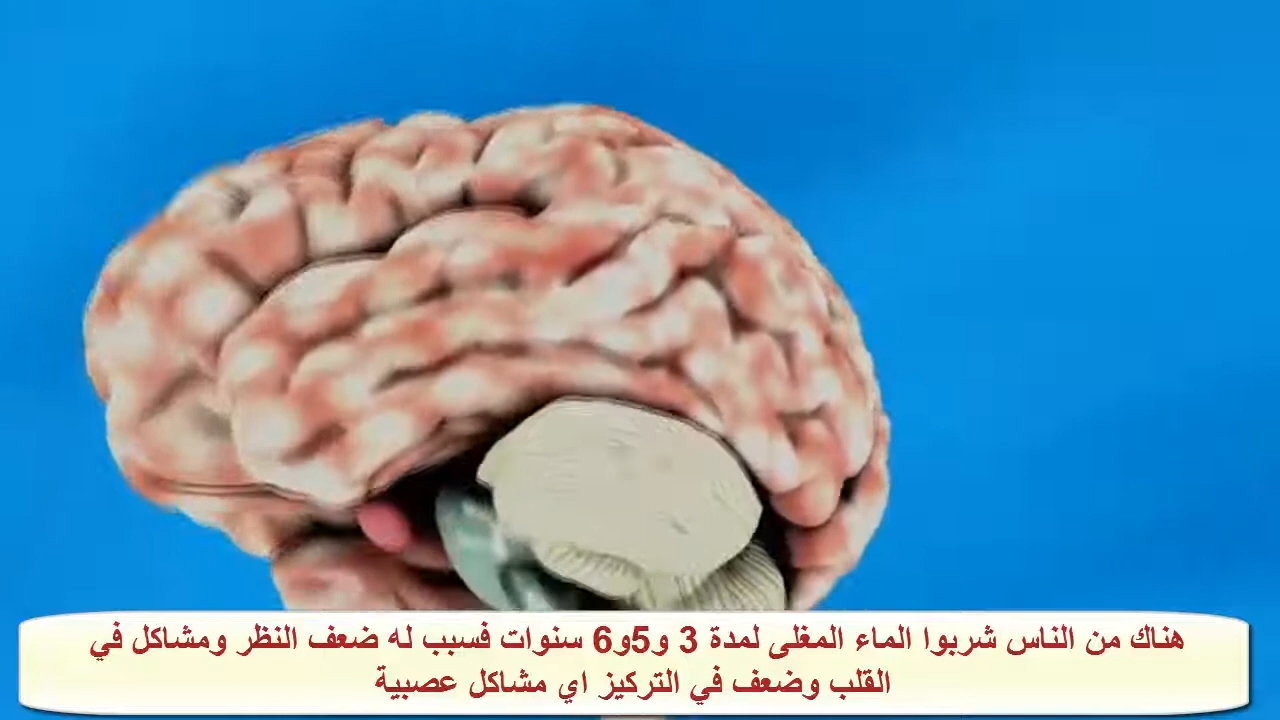 هناك من الناس شربوا الماء المغلى لمدة 3 و5و6 سنوات فسبب له ضعف النظر ومشاكل في
القلب وضعف في التركيز اي مشاكل عصبية